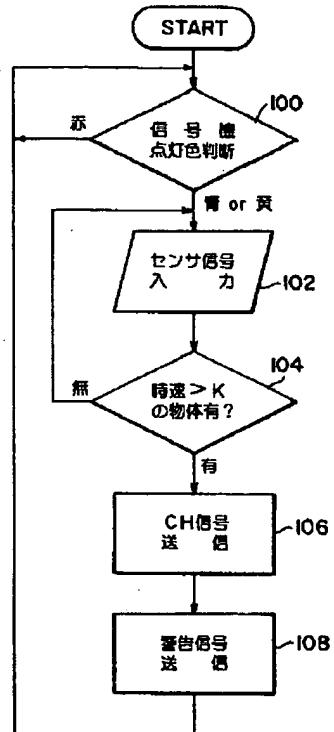 START
100
赤
信 号 機
点灯色判断
青 or 黄
センサ信号
入 力
102
104
無
時速 > K
の物体有?
有
CH信号
送 信
106
警告信号
送 信
108